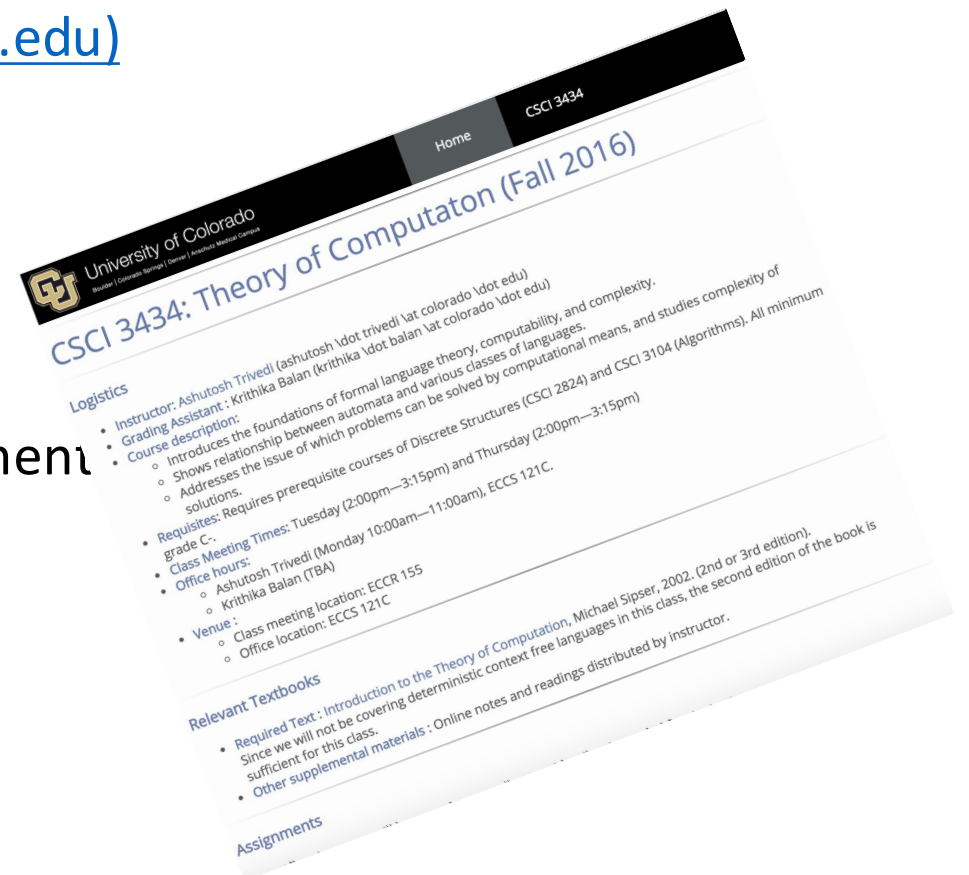 .edu)
Home
CSCI 3434
University of Colorado
Boulder | Colorado Springs | Denver | Anschutz Medical Campus
CSCI 3434: Theory of Computaton (Fall 2016)
Logistics
• Instructor: Ashutosh Trivedi (ashutosh \dot trivedi \at colorado \dot edu)
• Grading Assistant : Krithika Balan (krithika \dot balan \at colorado \dot edu)
• Course description:
○ Introduces the foundations of formal language theory, computability, and complexity.
○ Shows relationship between automata and various classes of languages.
○ Addresses the issue of which problems can be solved by computational means, and studies complexity of
solutions.
• Requisites: Requires prerequisite courses of Discrete Structures (CSCI 2824) and CSCI 3104 (Algorithms). All minimum
grade C-.
• Class Meeting Times: Tuesday (2:00pm—3:15pm) and Thursday (2:00pm—3:15pm)
• Office hours:
○ Ashutosh Trivedi (Monday 10:00am—11:00am), ECCS 121C.
○ Krithika Balan (TBA)
• Venue :
○ Class meeting location: ECCR 155
○ Office location: ECCS 121C
nent
Relevant Textbooks
• Required Text : Introduction to the Theory of Computation, Michael Sipser, 2002. (2nd or 3rd edition).
Since we will not be covering deterministic context free languages in this class, the second edition of the book is
sufficient for this class.
• Other supplemental materials : Online notes and readings distributed by instructor.
Assignments